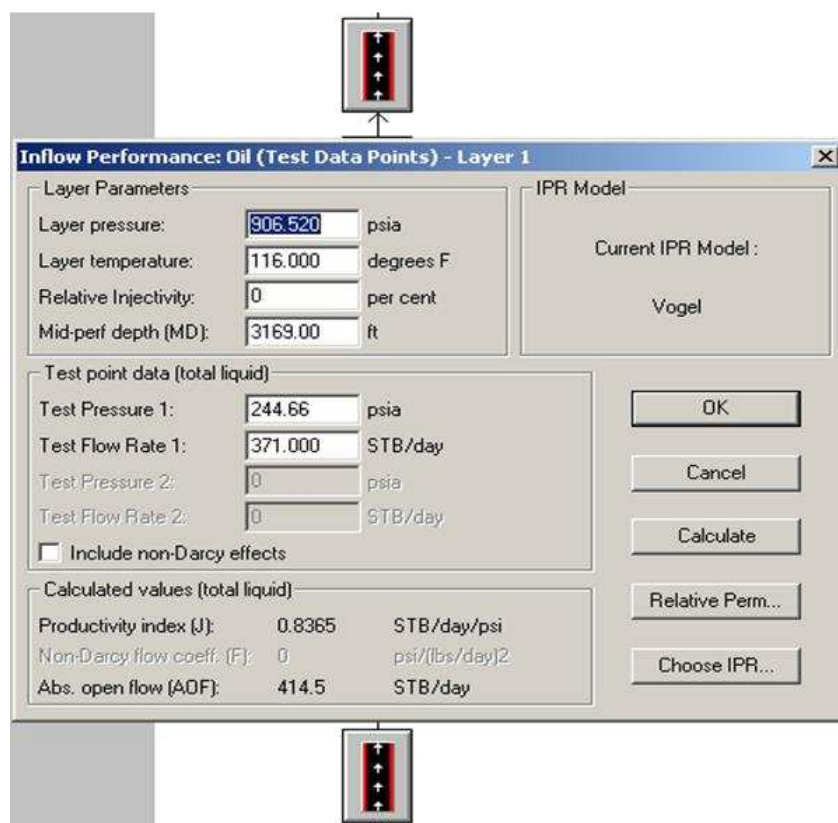 Inflow Performance: Oil (Test Data Points) - Layer 1
Layer Parameters
Layer pressure: 906.520 psia
Layer temperature: 116.000 degrees F
Relative Injectivity: 0 per cent
Mid-perf depth (MD): 3169.00 ft
IPR Model
Current IPR Model :
Vogel
Test point data (total liquid)
Test Pressure 1: 244.66 psia
Test Flow Rate 1: 371.000 STB/day
Test Pressure 2: 0 psia
Test Flow Rate 2: 0 STB/day
Include non-Darcy effects
Calculated values (total liquid)
Productivity index (J): 0.8365 STB/day/psi
Non-Darcy flow coeff. (F): 0 psi/(lbs/day)2
Abs. open flow (AOF): 414.5 STB/day
OK
Cancel
Calculate
Relative Perm...
Choose IPR...